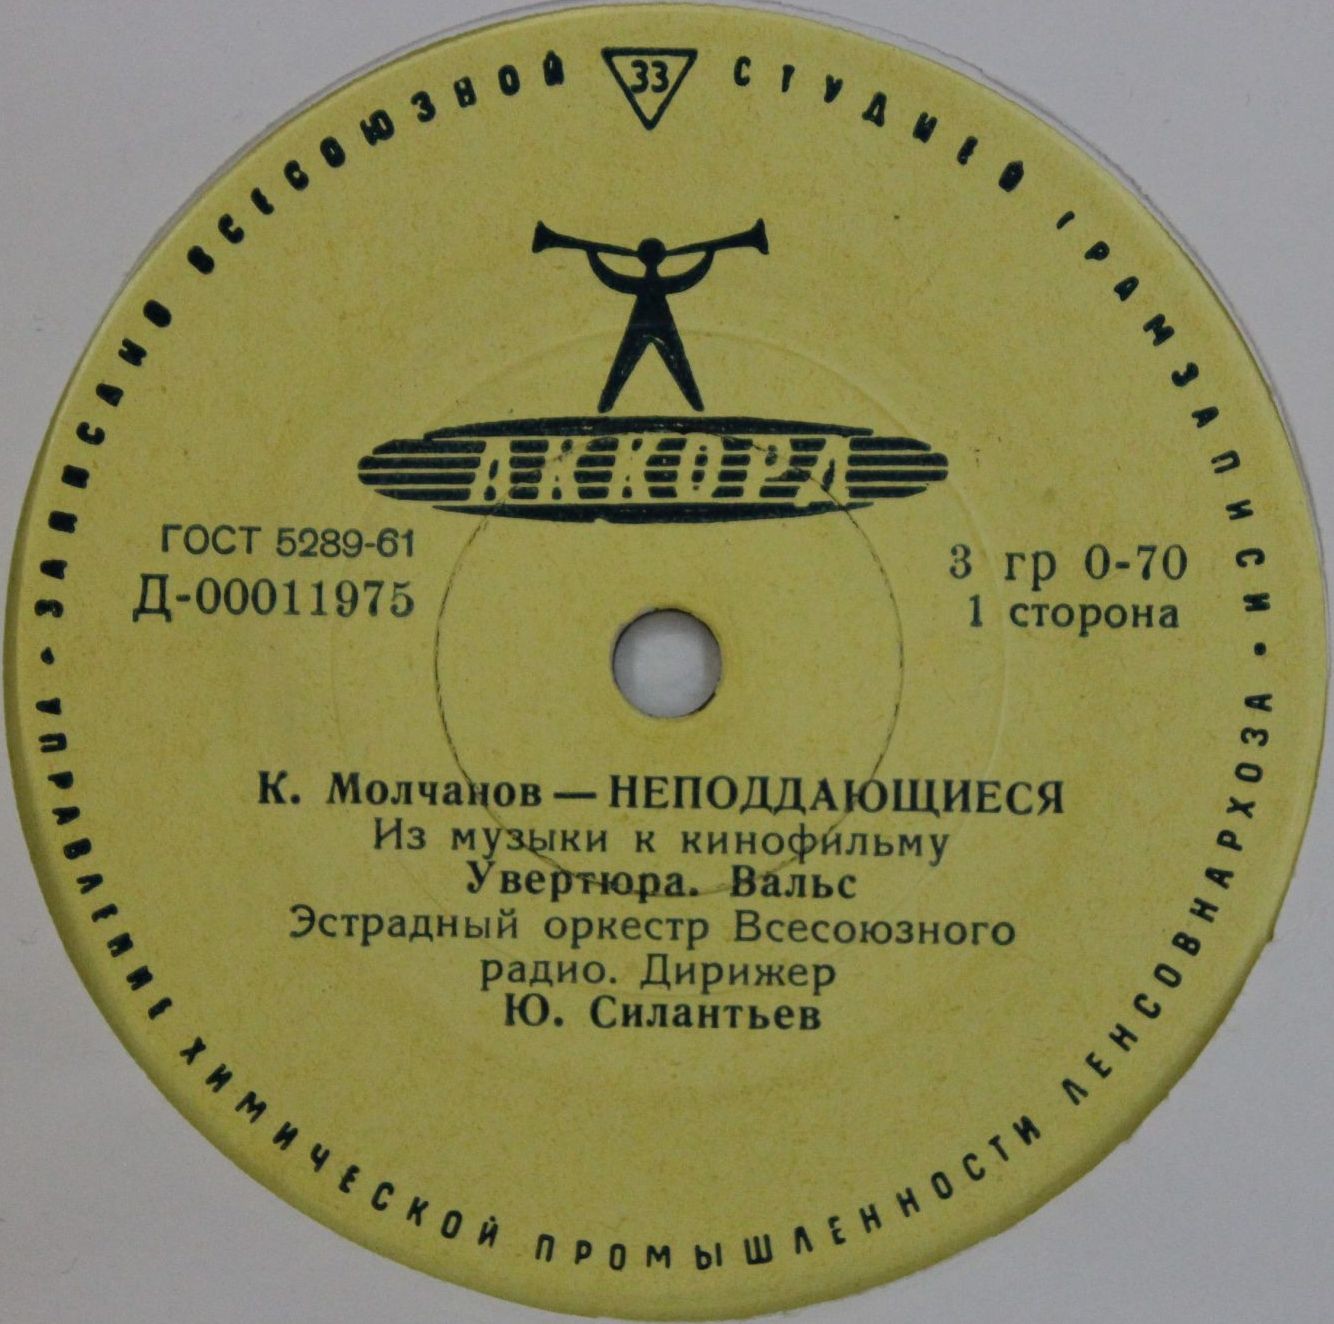 ЗАПИСАНО ВСЕСОЮЗНОЙ СТУДИЕЙ ГРАМЗАПИСИ
33
АККОРД
ГОСТ 5289-61
Д-00011975
3 гр 0-70
1 сторона
К. Молчанов — НЕПОДДАЮЩИЕСЯ
Из музыки к кинофильму
Увертюра. Вальс
Эстрадный оркестр Всесоюзного
радио. Дирижер
Ю. Силантьев
УПРАВЛЕНИЕ ХИМИЧЕСКОЙ ПРОМЫШЛЕННОСТИ ЛЕНСОВНАРХОЗА